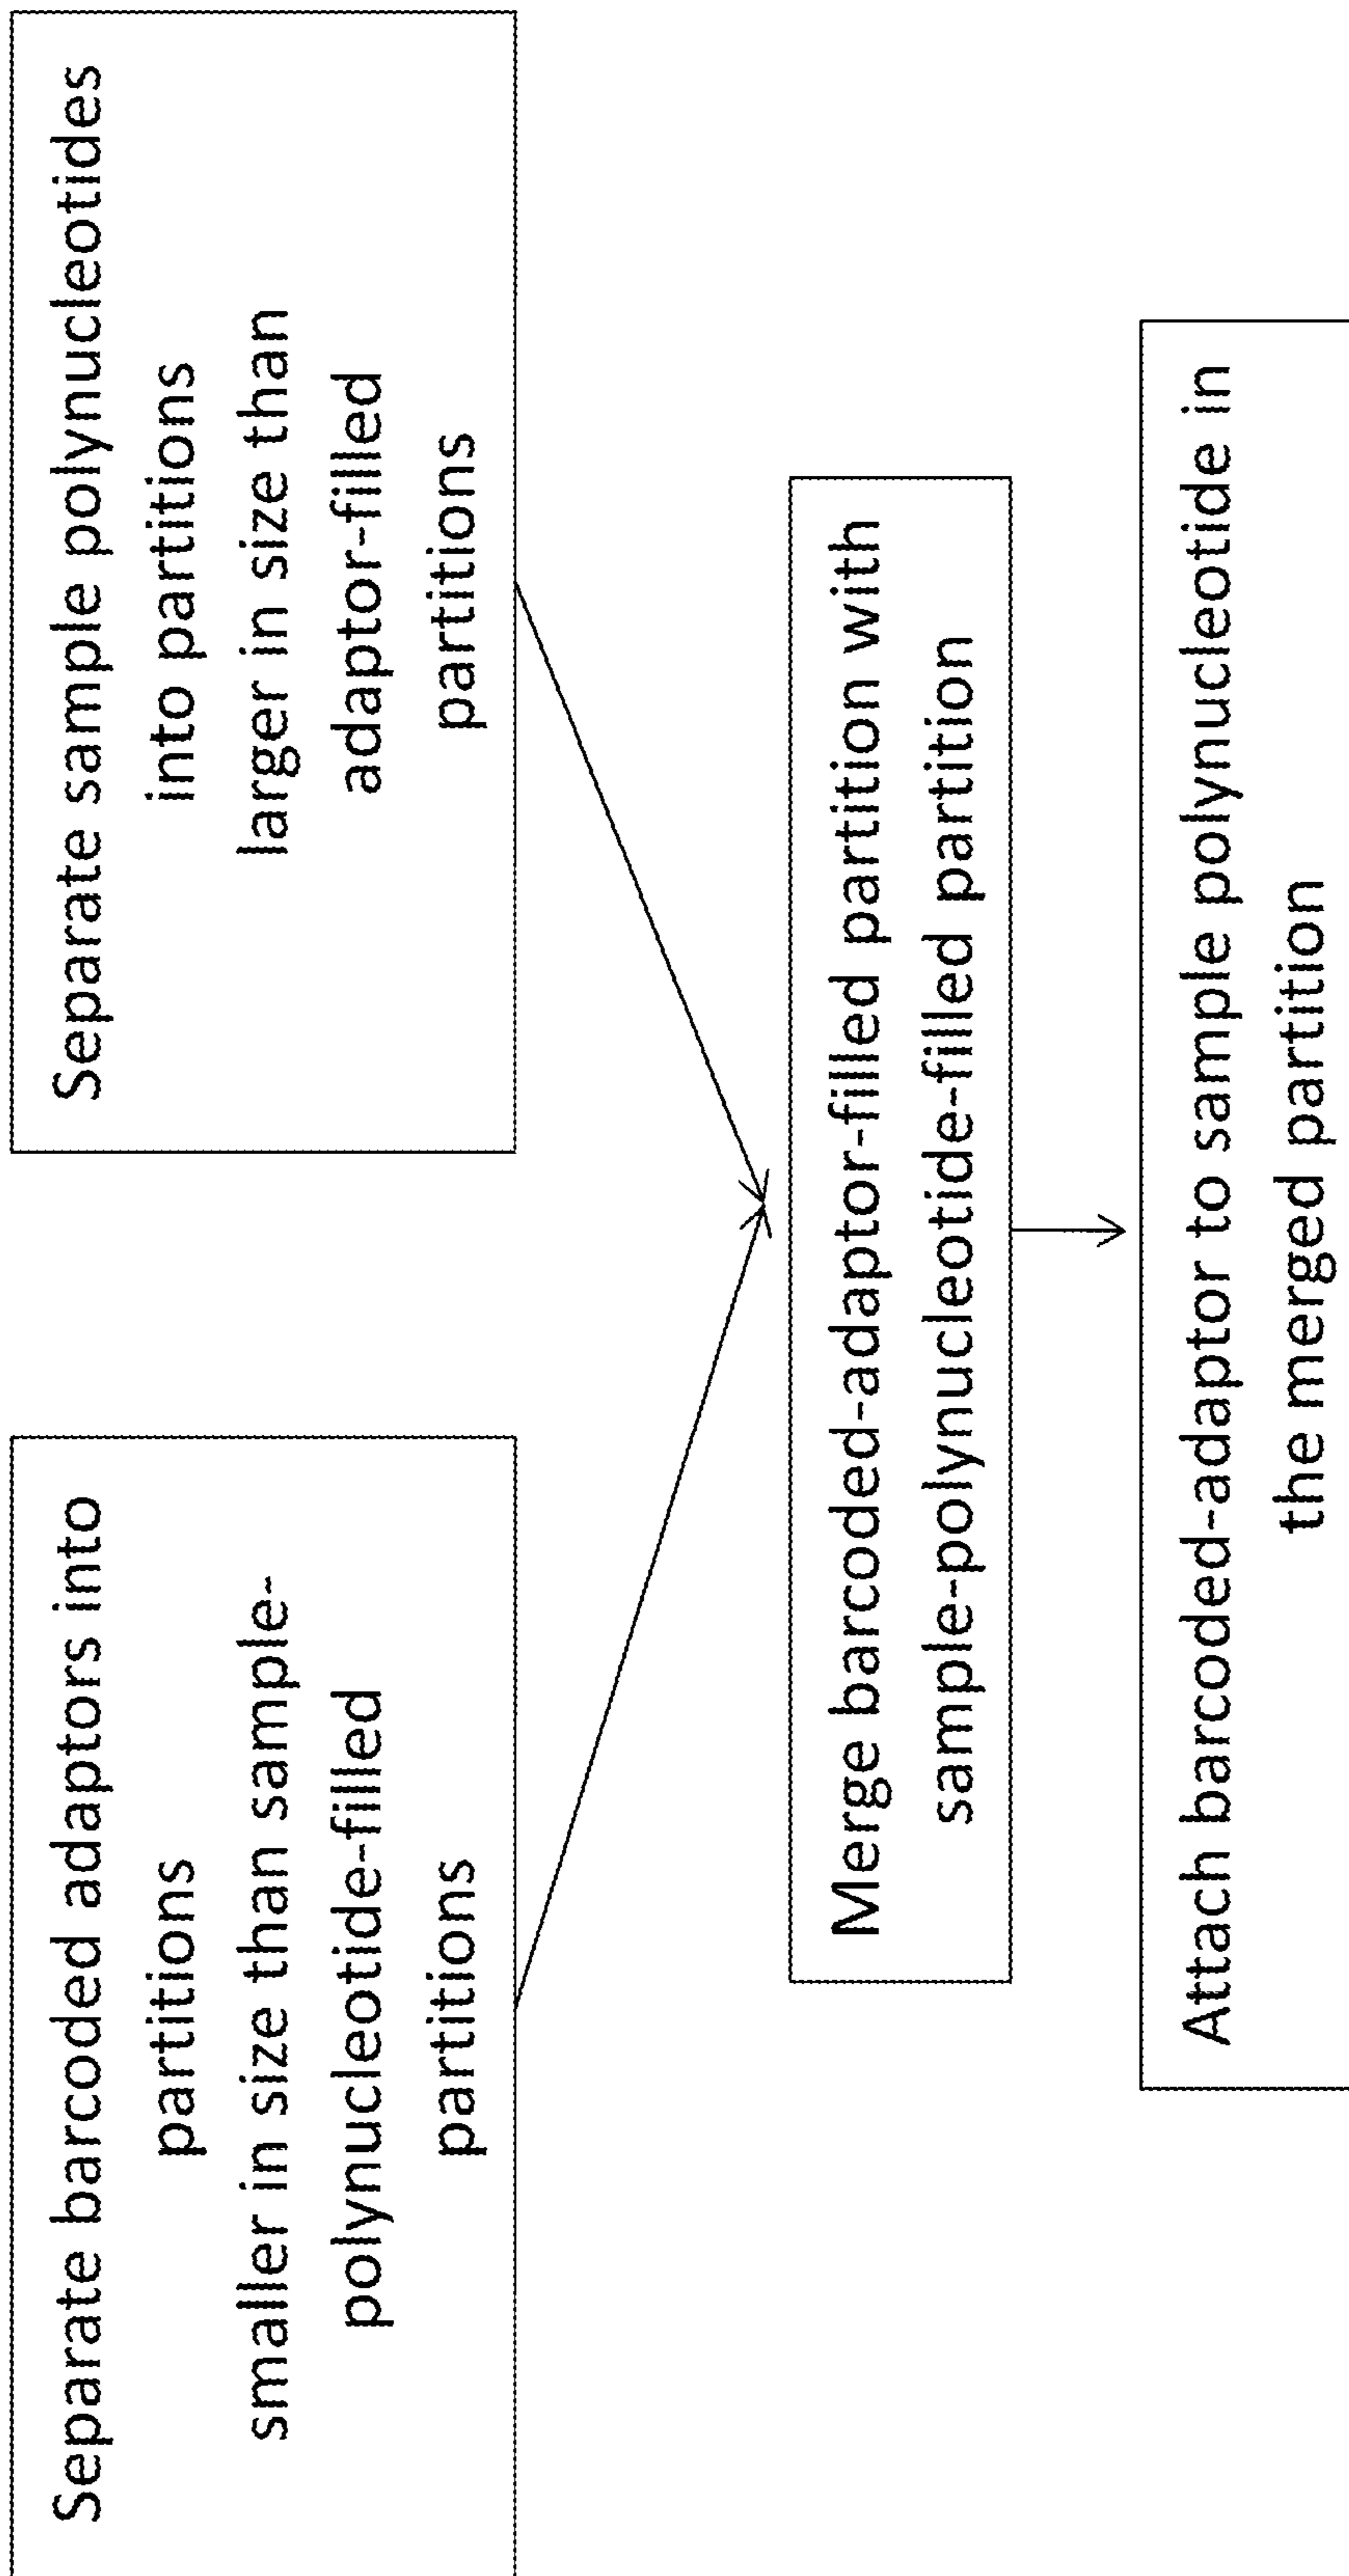 Separate barcoded adaptors into
partitions
smaller in size than sample-
polynucleotide-filled
partitions
Separate sample polynucleotides
into partitions
larger in size than
adaptor-filled
partitions
Merge barcoded-adaptor-filled partition with
sample-polynucleotide-filled partition
Attach barcoded-adaptor to sample polynucleotide in
the merged partition